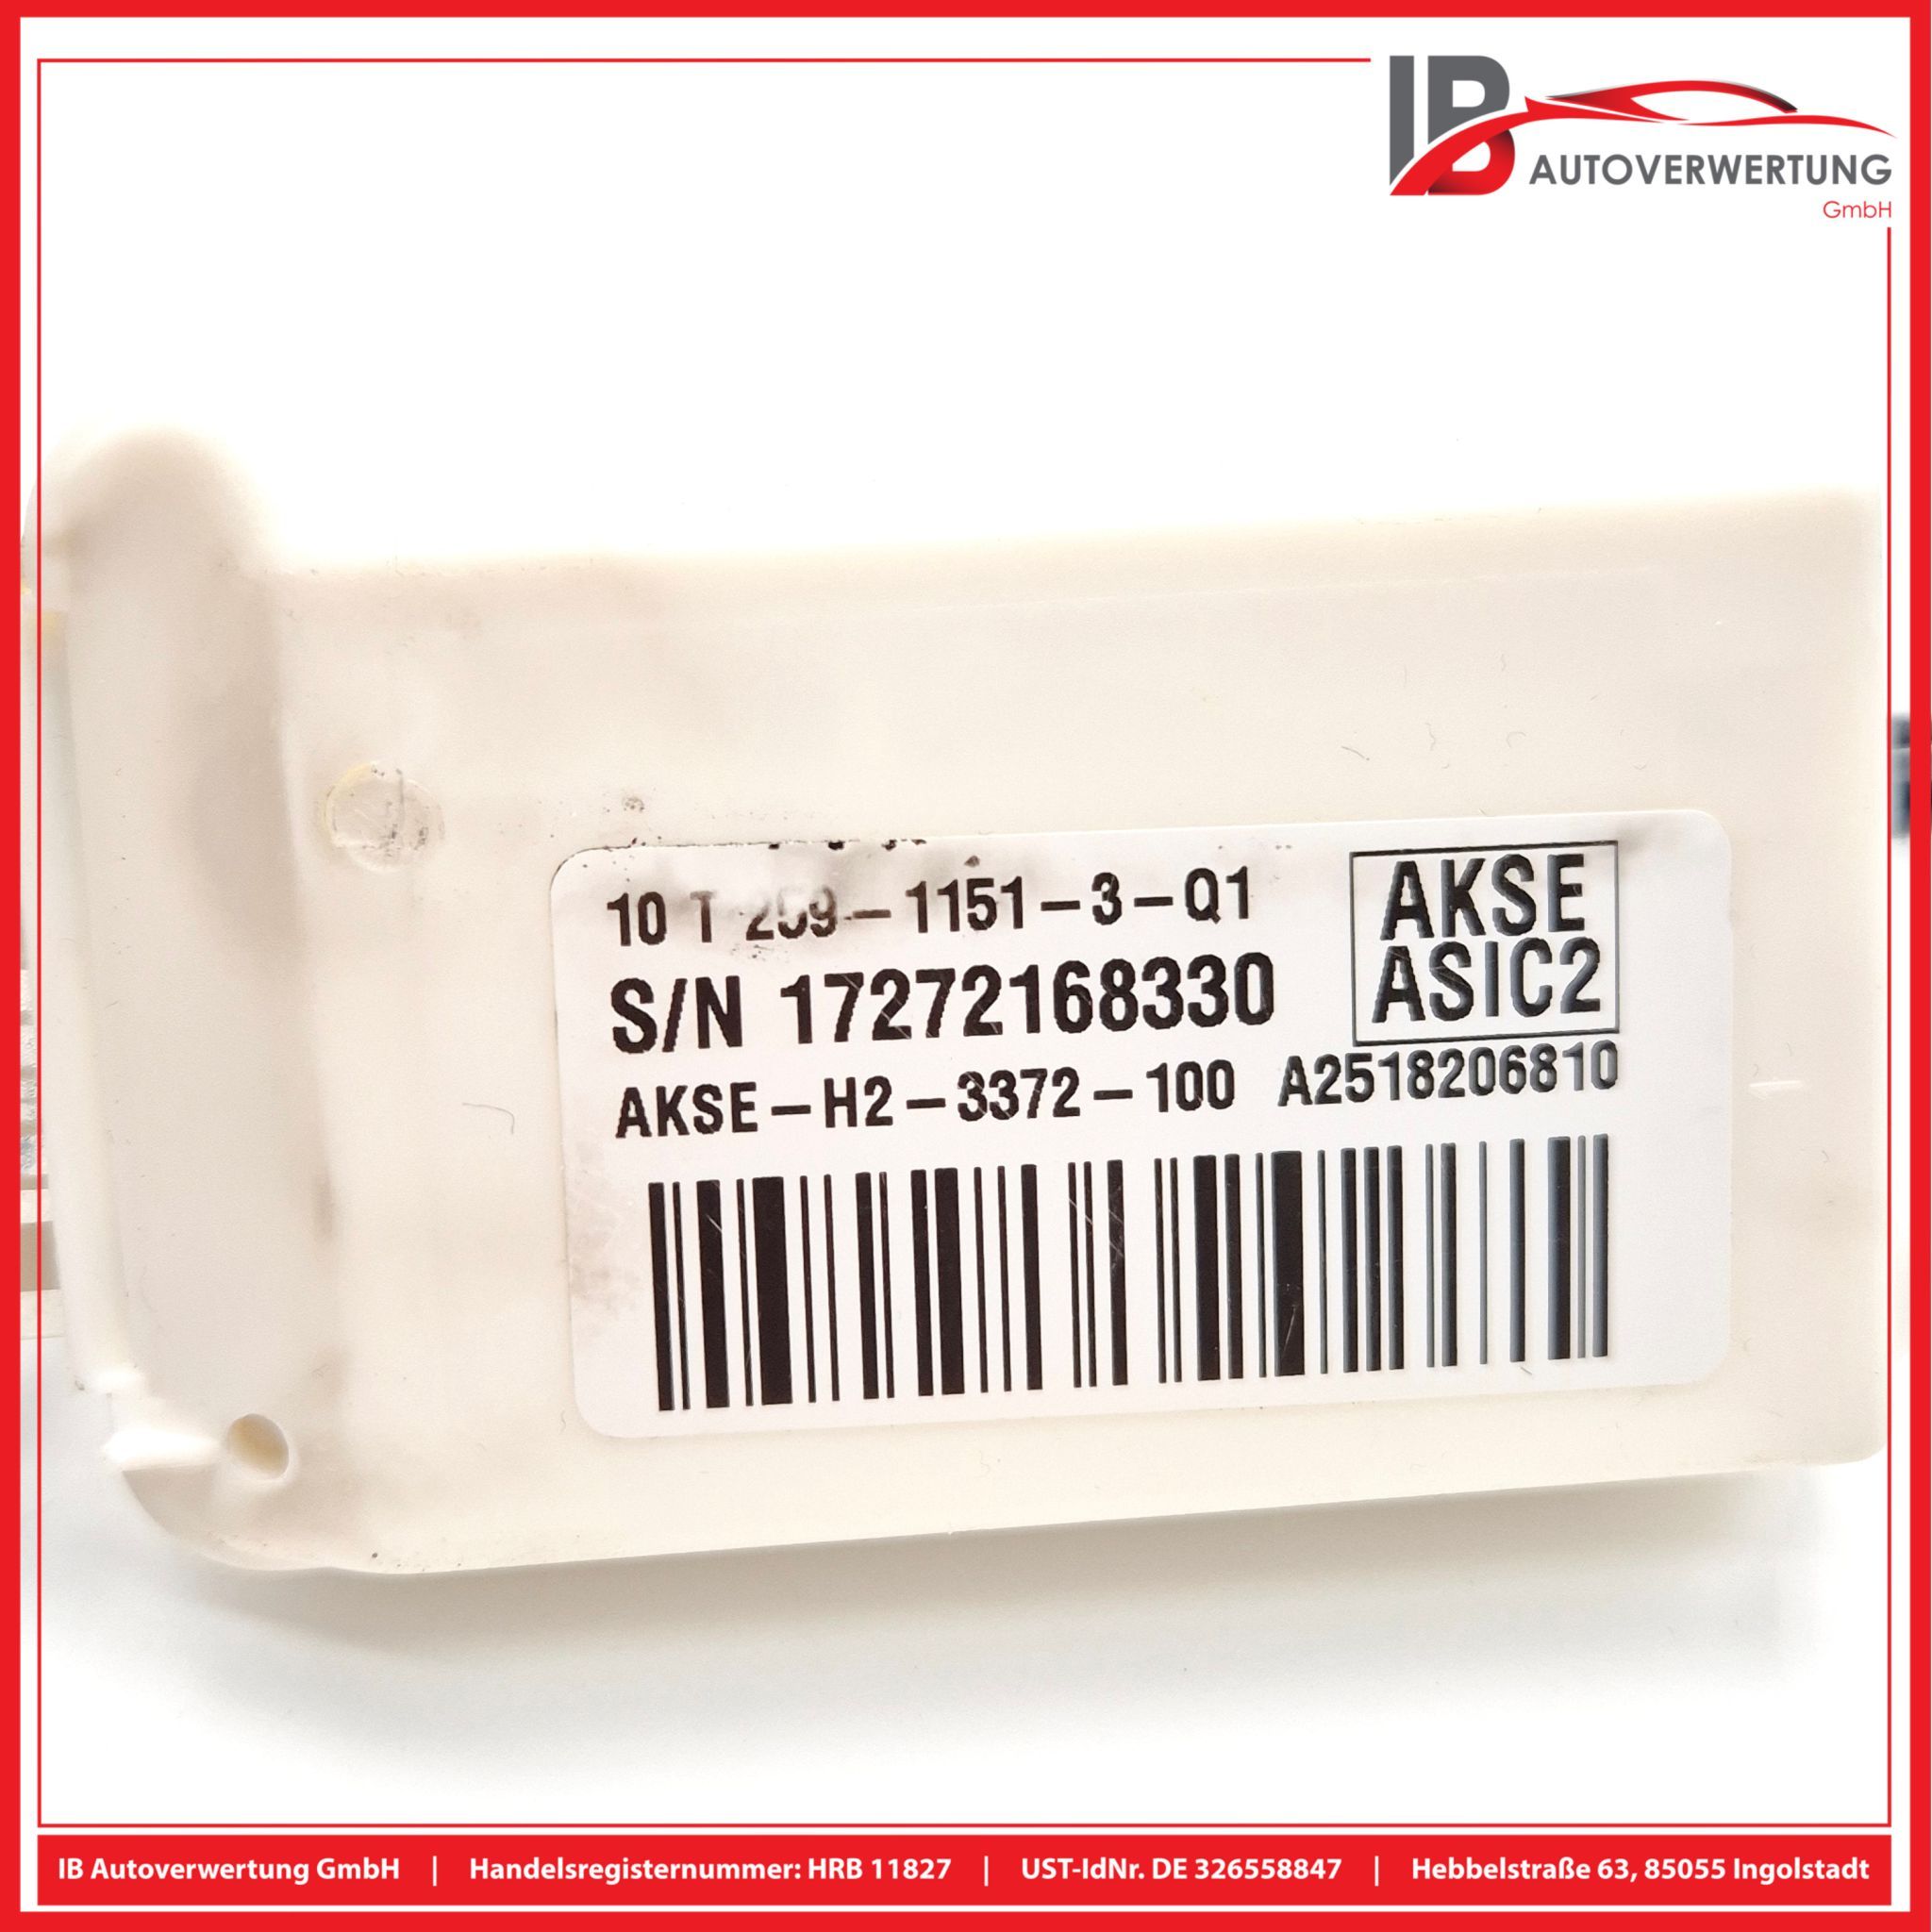 IB
AUTOVERWERTUNG
GmbH
10 T 209-1151-3-Q1
AKSE
ASIC2
S/N 17272168330
AKSE-H2-3372-100 A2518206810
IB Autoverwertung GmbH | Handelsregisternummer: HRB 11827 | UST-IdNr. DE 326558847 | Hebbelstraße 63, 85055 Ingolstadt